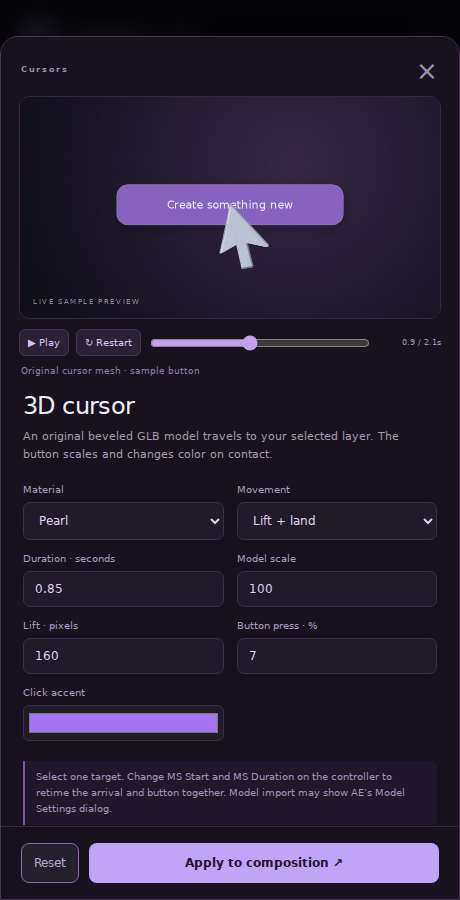 Cursors
Create something new
LIVE SAMPLE PREVIEW
▶ Play
↻ Restart
0.9 / 2.1s
Original cursor mesh · sample button
3D cursor
An original beveled GLB model travels to your selected layer. The
button scales and changes color on contact.
Material
Movement
Pearl
Lift + land
Duration · seconds
Model scale
0.85
100
Lift · pixels
Button press · %
160
7
Click accent
Select one target. Change MS Start and MS Duration on the controller to
retime the arrival and button together. Model import may show AE's Model
Settings dialog.
Reset
Apply to composition ↗